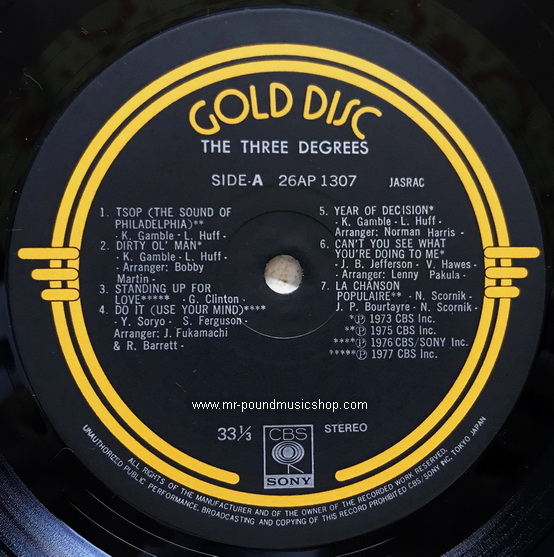 GOLD DISC
THE THREE DEGREES
SIDE-A 26AP 1307 JASRAC
1. TSOP (THE SOUND OF
PHILADELPHIA)**
- K. Gamble - L. Huff -
2. DIRTY OL' MAN*
- K. Gamble - L. Huff -
- Arranger: Bobby
Martin -
3. STANDING UP FOR
LOVE***** - G. Clinton -
4. DO IT (USE YOUR MIND)****
- Y. Soryo - S. Ferguson -
Arranger: J. Fukamachi
& R. Barrett -
5. YEAR OF DECISION*
- K. Gamble - L. Huff -
Arranger: Norman Harris -
6. CAN'T YOU SEE WHAT
YOU'RE DOING TO ME*
- J. B. Jefferson - V. Hawes -
- Arranger Lenny Pakula -
7. LA CHANSON
POPULAIRE** - N. Scornik -
J. P. Bourtayre - N. Scornik -
*Ⓟ 1973 CBS Inc.
**Ⓟ 1975 CBS Inc.
****Ⓟ 1976 CBS/SONY Inc.
*****Ⓟ 1977 CBS Inc.
www.mr-poundmusicshop.com
33⅓ CBS STEREO
SONY
ALL RIGHTS OF THE MANUFACTURER AND OF THE OWNER OF THE RECORDED WORK RESERVED.
UNAUTHORIZED PUBLIC PERFORMANCE, BROADCASTING AND COPYING OF THIS RECORD PROHIBITED CBS/SONY INC. TOKYO JAPAN